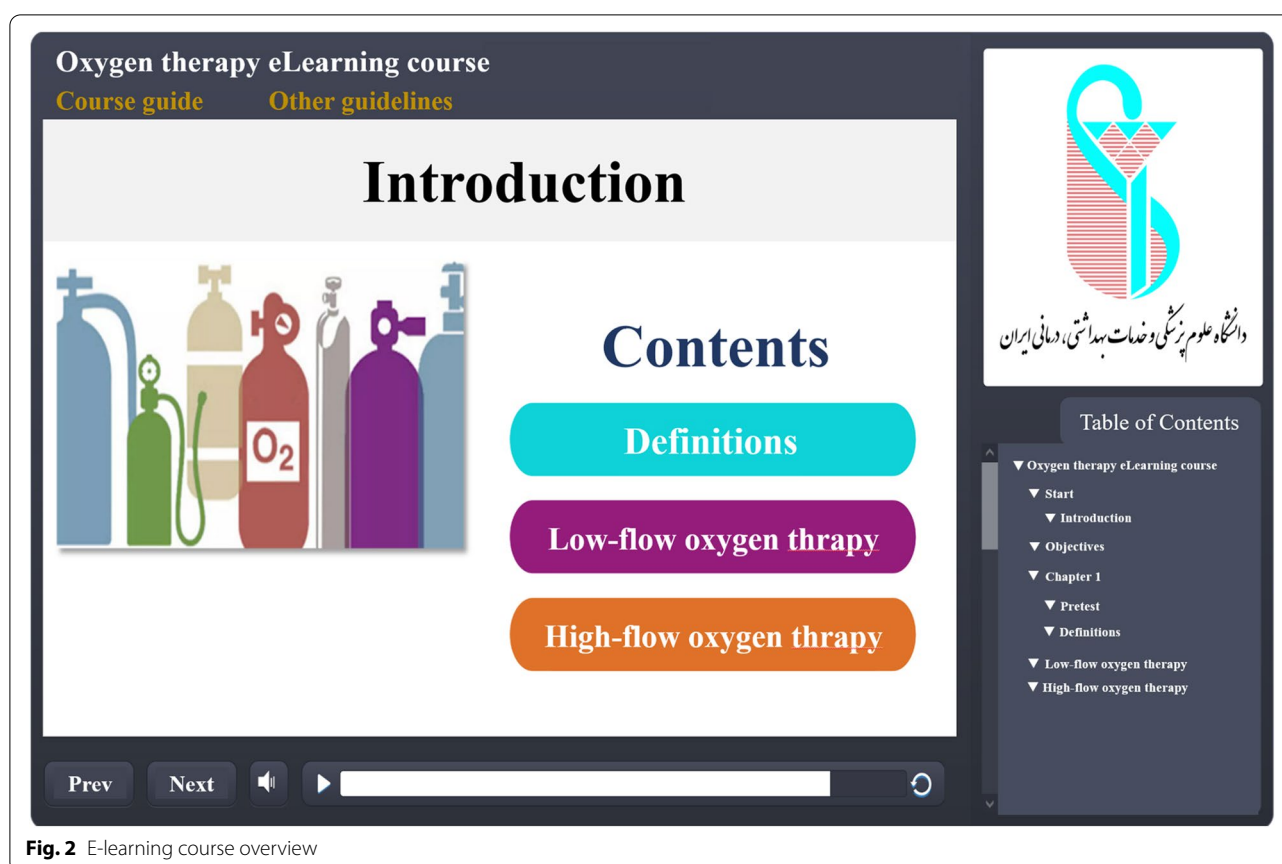 Oxygen therapy eLearning course
Course guide Other guidelines
Introduction
O2
Contents
Definitions
Low-flow oxygen thrapy
High-flow oxygen thrapy
Prev Next
دانشگاه علوم پزشکی و خدمات بهداشتی، درمانی ایران
Table of Contents
Oxygen therapy eLearning course
Start
Introduction
Objectives
Chapter 1
Pretest
Definitions
Low-flow oxygen therapy
High-flow oxygen therapy
Fig. 2 E-learning course overview